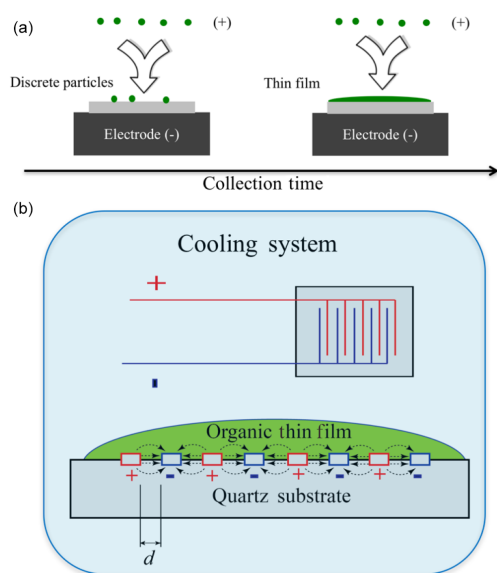 (a)
(+) (+)
Discrete particles Thin film
Electrode (-) Electrode (-)
Collection time
(b)
Cooling system
+
-
Organic thin film
+ - + - + - + -
Quartz substrate
d